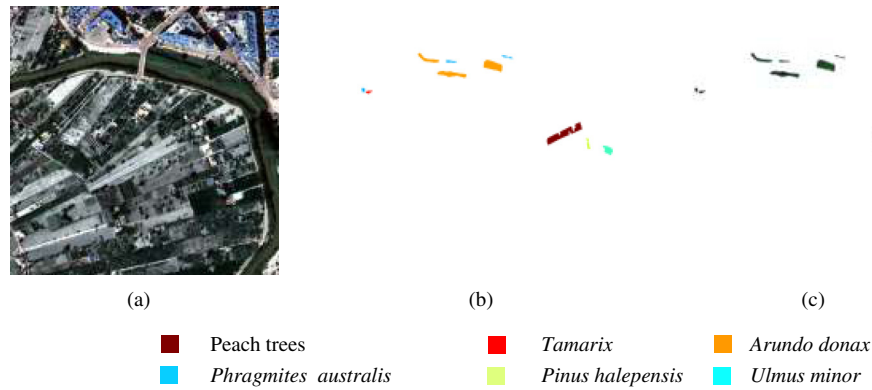 (a) (b) (c)
Peach trees Tamarix Arundo donax
Phragmites australis Pinus halepensis Ulmus minor